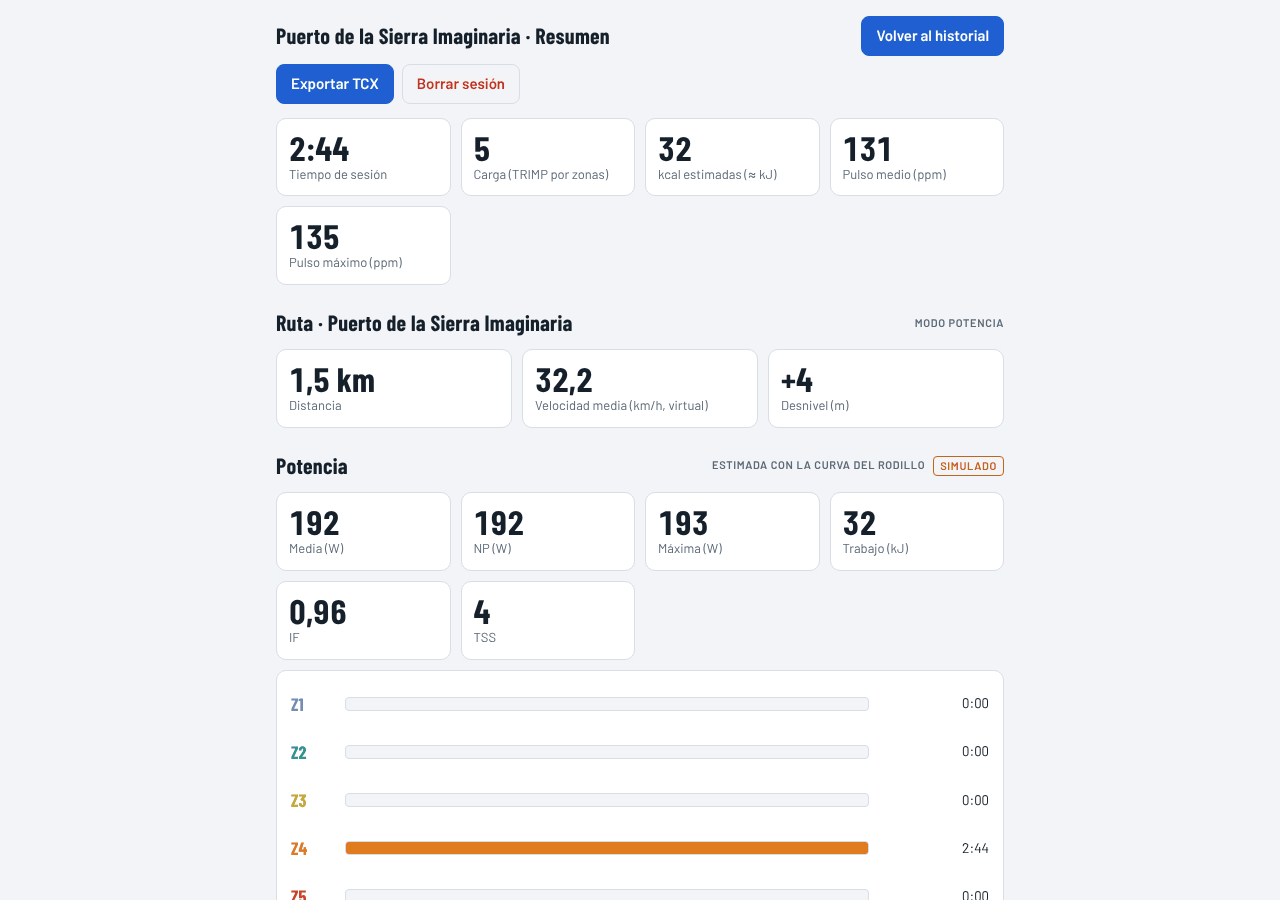 Puerto de la Sierra Imaginaria · Resumen
Volver al historial
Exportar TCX
Borrar sesión
2:44
Tiempo de sesión
5
Carga (TRIMP por zonas)
32
kcal estimadas (≈ kJ)
131
Pulso medio (ppm)
135
Pulso máximo (ppm)
Ruta · Puerto de la Sierra Imaginaria
MODO POTENCIA
1,5 km
Distancia
32,2
Velocidad media (km/h, virtual)
+4
Desnivel (m)
Potencia
ESTIMADA CON LA CURVA DEL RODILLO
SIMULADO
192
Media (W)
192
NP (W)
193
Máxima (W)
32
Trabajo (kJ)
0,96
IF
4
TSS
Z1 0:00
Z2 0:00
Z3 0:00
Z4 2:44
Z5 0:00